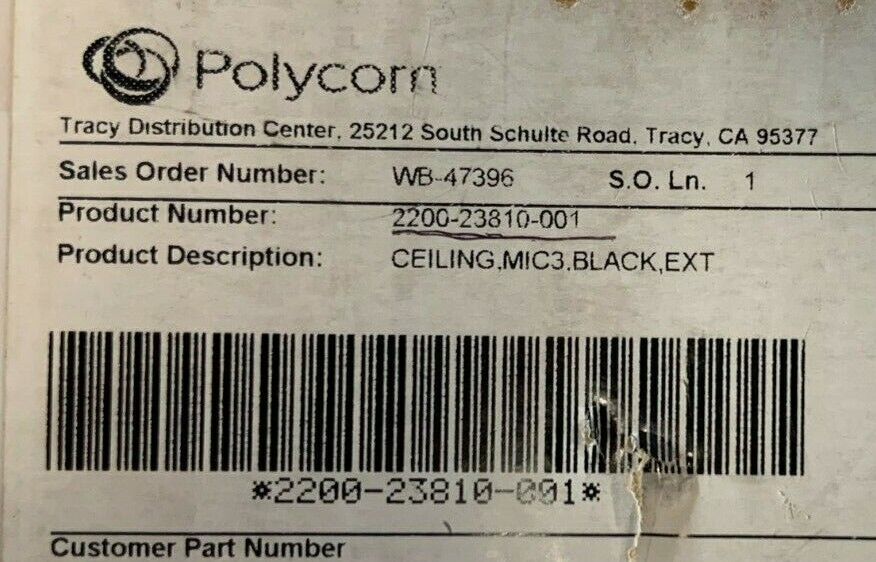 Polycom
Tracy Distribution Center, 25212 South Schulte Road, Tracy, CA 95377
Sales Order Number: WB-47396 S.O. Ln. 1
Product Number: 2200-23810-001
Product Description: CEILING,MIC3,BLACK,EXT
*2200-23810-001*
Customer Part Number